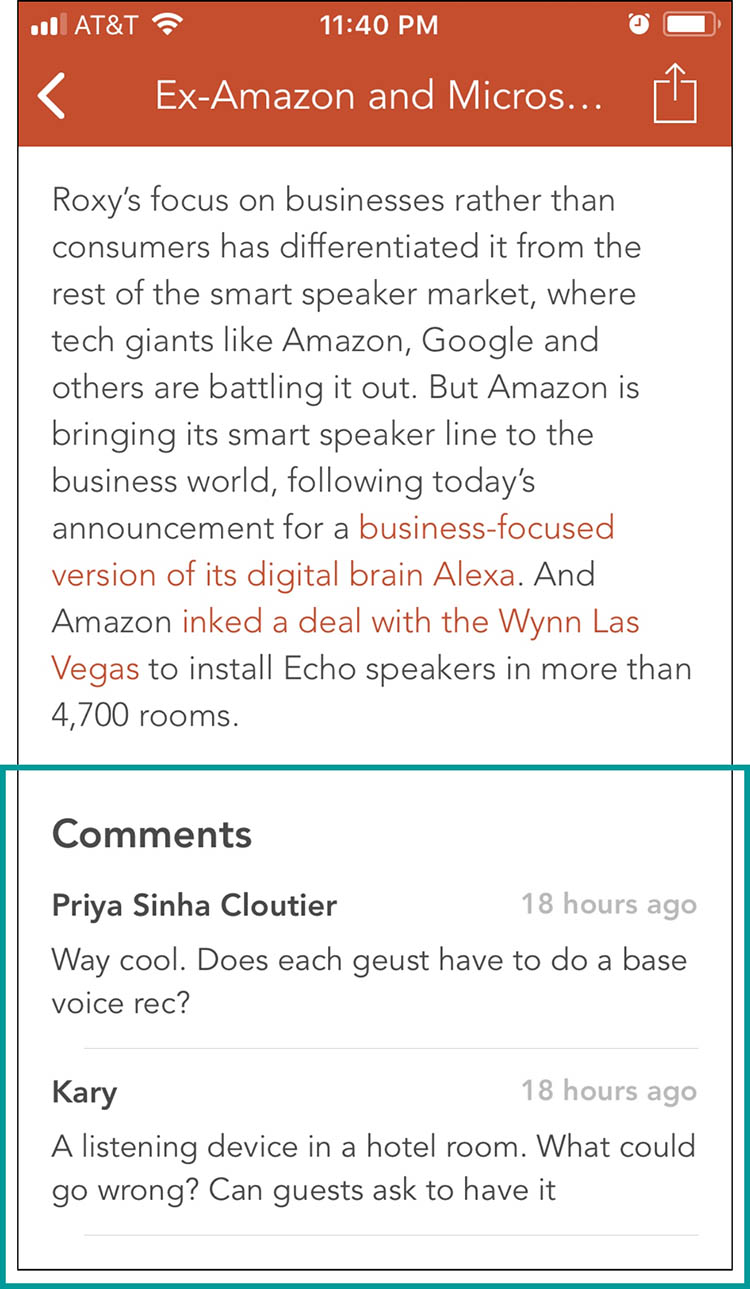 AT&T 11:40 PM
Ex-Amazon and Micros...
Roxy's focus on businesses rather than
consumers has differentiated it from the
rest of the smart speaker market, where
tech giants like Amazon, Google and
others are battling it out. But Amazon is
bringing its smart speaker line to the
business world, following today's
announcement for a business-focused
version of its digital brain Alexa. And
Amazon inked a deal with the Wynn Las
Vegas to install Echo speakers in more than
4,700 rooms.
Comments
Priya Sinha Cloutier 18 hours ago
Way cool. Does each geust have to do a base
voice rec?
Kary 18 hours ago
A listening device in a hotel room. What could
go wrong? Can guests ask to have it